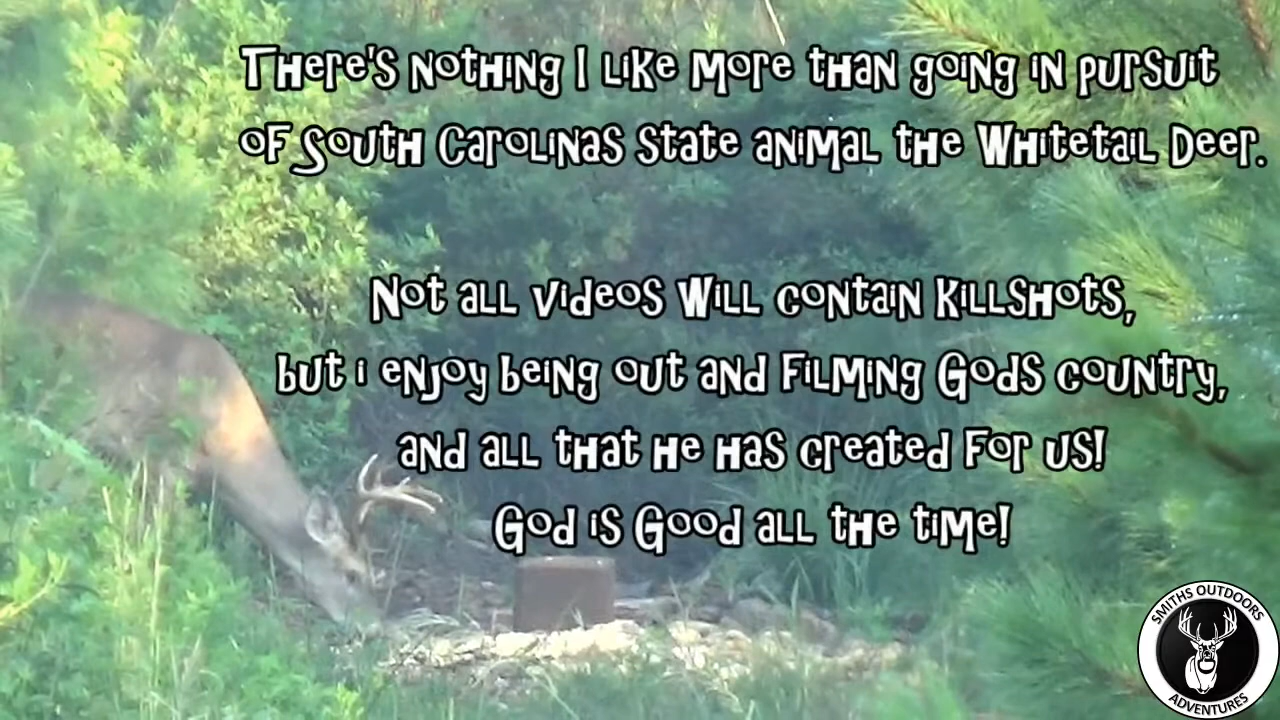 There's nothing I like more than going in pursuit
of South Carolinas state animal the Whitetail Deer.
Not all videos will contain killshots,
but i enjoy being out and filming Gods country,
and all that he has created for us!
God is Good all the time!
SMITHS OUTDOORS
ADVENTURES